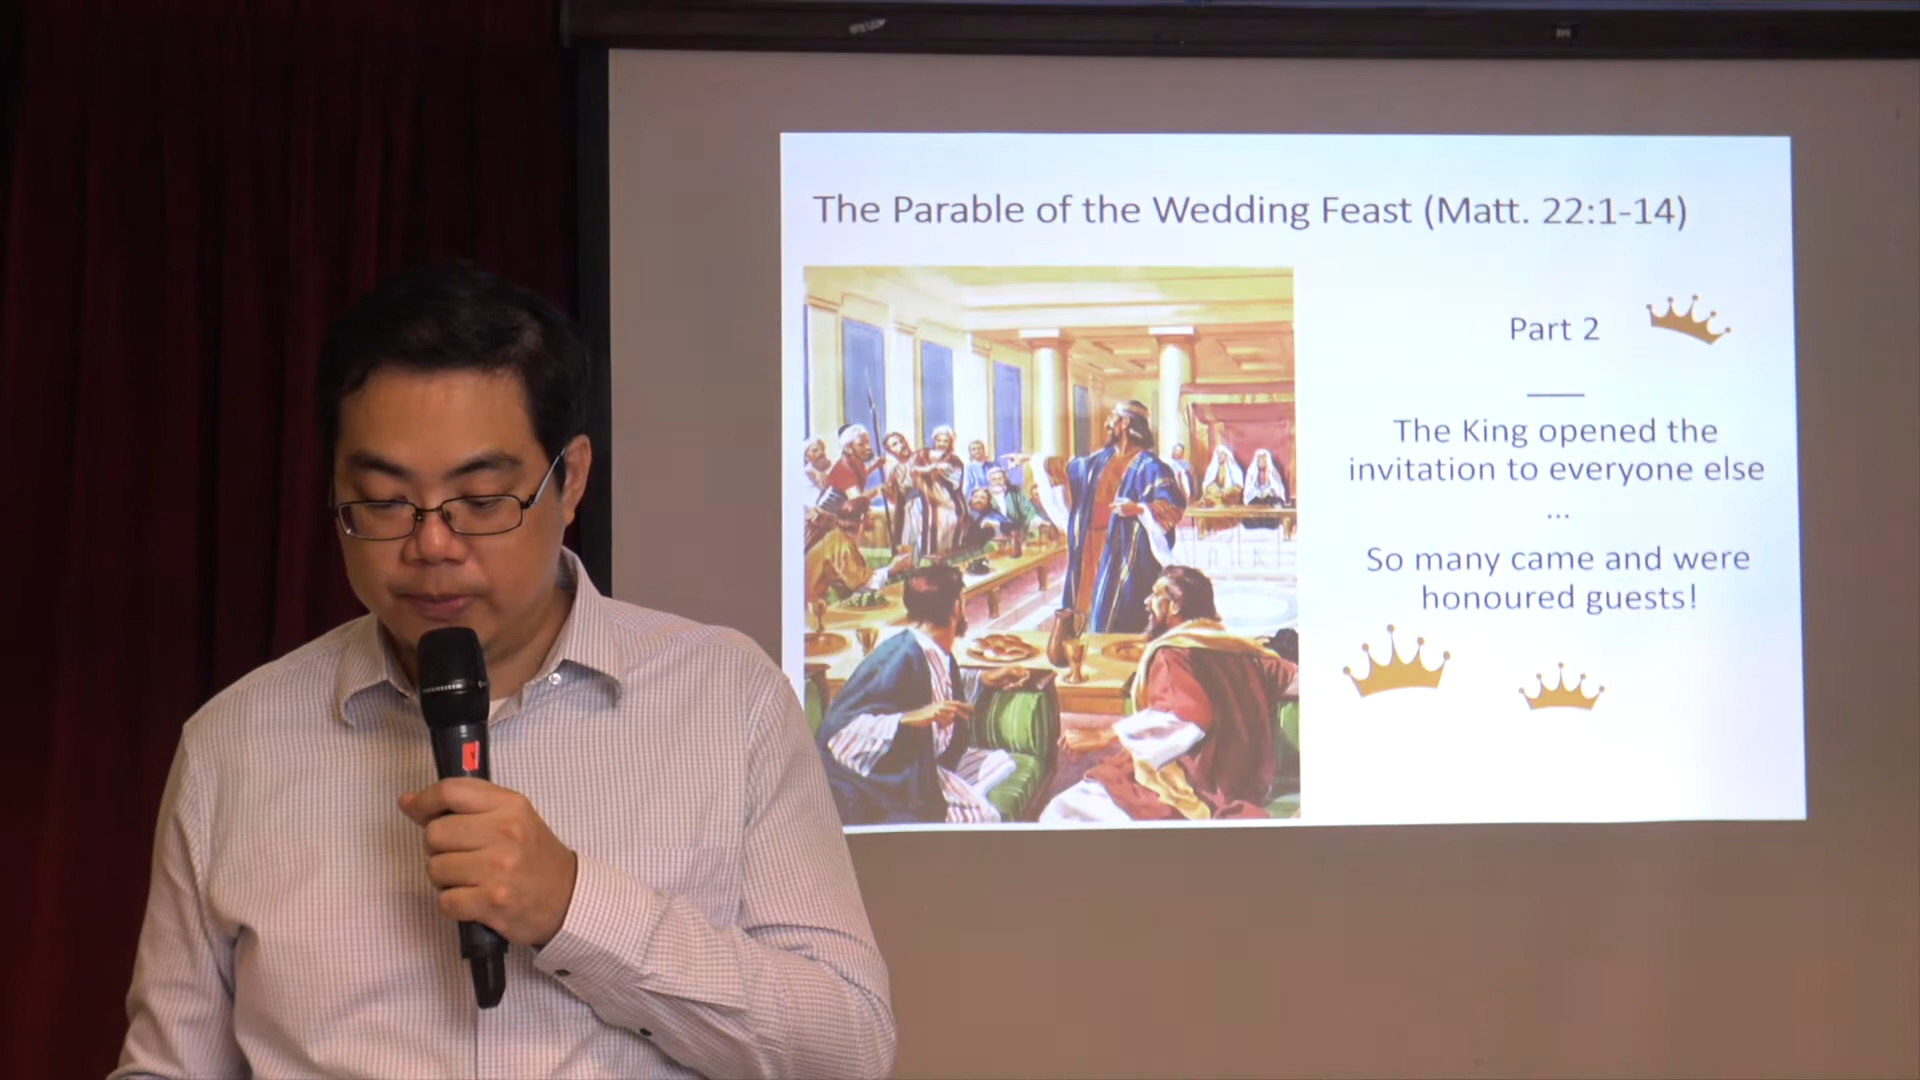 The Parable of the Wedding Feast (Matt. 22:1-14)
Part 2
The King opened the
invitation to everyone else
...
So many came and were
honoured guests!